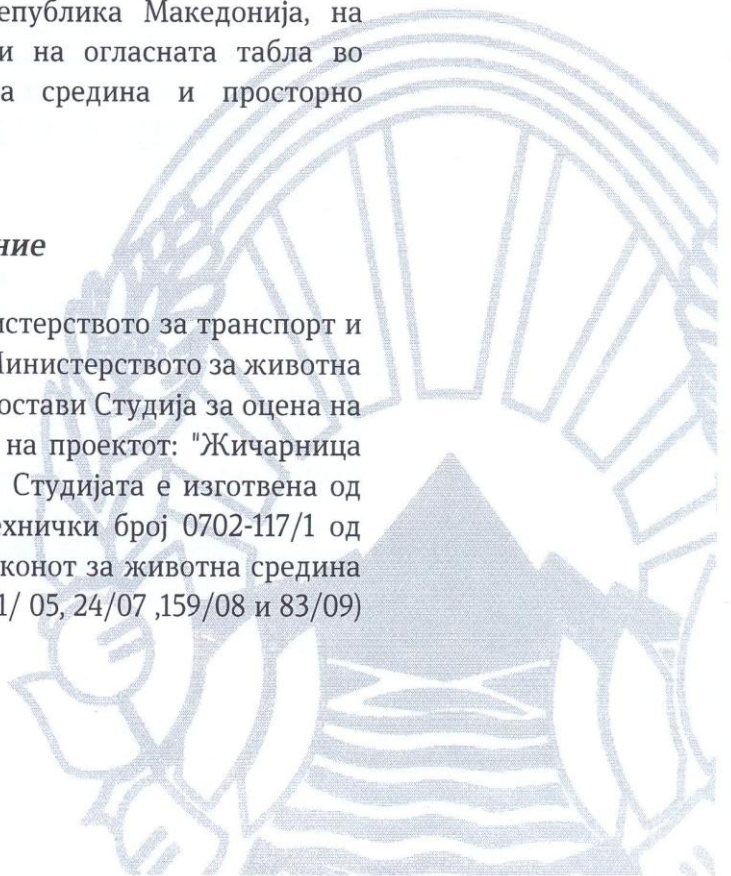 епублика Македонија, на
и на огласната табла во
а средина и просторно
ние
истерството за транспорт и
Министерството за животна
остави Студија за оцена на
на проектот: "Жичарница
Студијата е изготвена од
ехнички број 0702-117/1 од
конот за животна средина
1/ 05, 24/07 ,159/08 и 83/09)